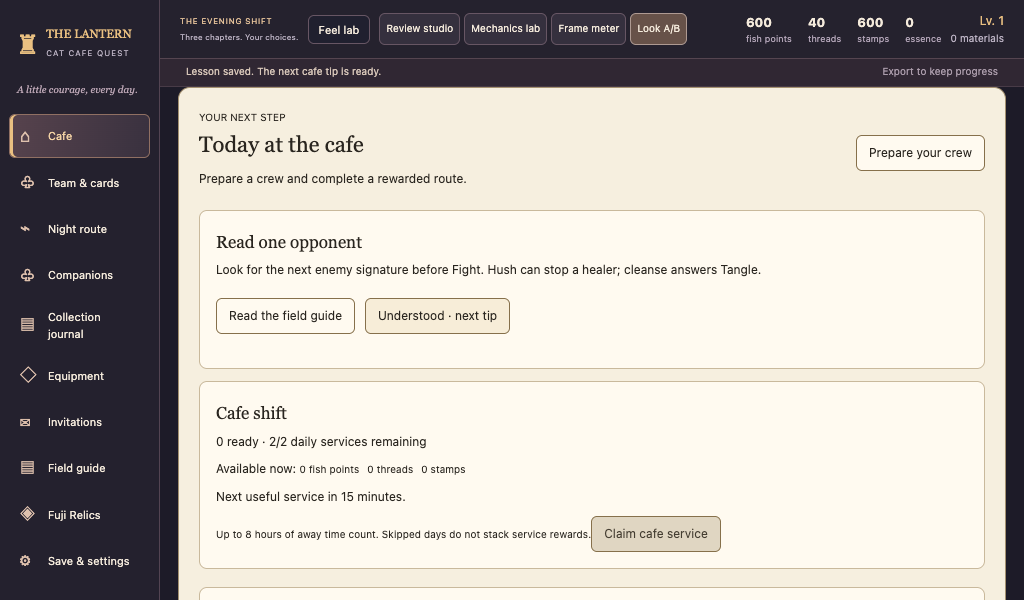 THE LANTERN
CAT CAFE QUEST
A little courage, every day.
Cafe
Team & cards
Night route
Companions
Collection
journal
Equipment
Invitations
Field guide
Fuji Relics
Save & settings
THE EVENING SHIFT
Three chapters. Your choices.
Feel lab
Review studio
Mechanics lab
Frame meter
Look A/B
600 fish points
40 threads
600 stamps
0 essence
Lv. 1
0 materials
Lesson saved. The next cafe tip is ready.
Export to keep progress
YOUR NEXT STEP
Today at the cafe
Prepare a crew and complete a rewarded route.
Prepare your crew
Read one opponent
Look for the next enemy signature before Fight. Hush can stop a healer; cleanse answers Tangle.
Read the field guide
Understood · next tip
Cafe shift
0 ready · 2/2 daily services remaining
Available now: 0 fish points 0 threads 0 stamps
Next useful service in 15 minutes.
Up to 8 hours of away time count. Skipped days do not stack service rewards.
Claim cafe service